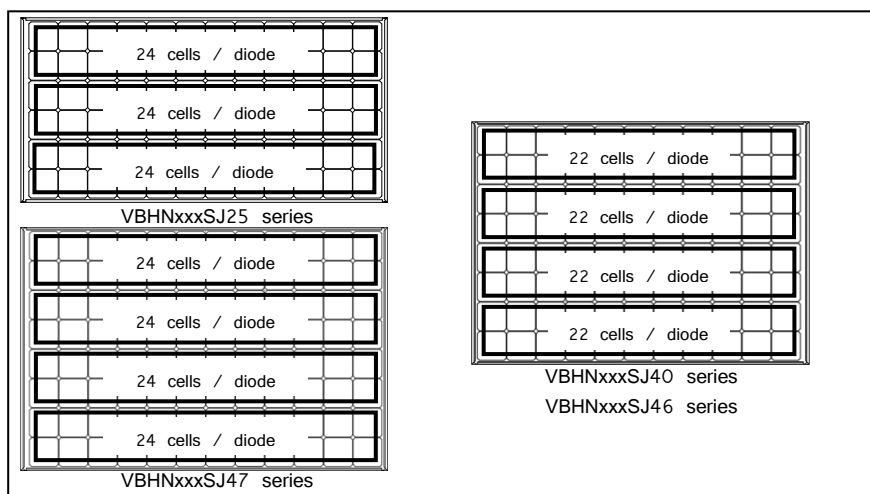 24 cells / diode
24 cells / diode
24 cells / diode
VBHNxxxSJ25 series
24 cells / diode
24 cells / diode
24 cells / diode
24 cells / diode
VBHNxxxSJ47 series
22 cells / diode
22 cells / diode
22 cells / diode
22 cells / diode
VBHNxxxSJ40 series
VBHNxxxSJ46 series